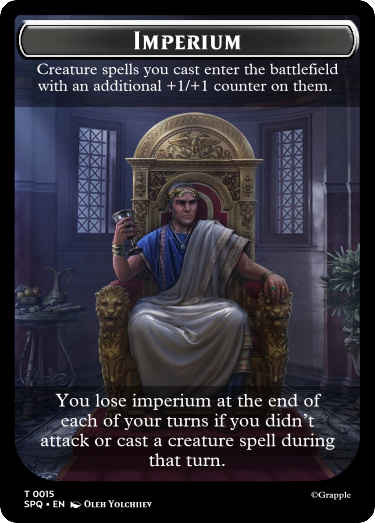 Imperium
Creature spells you cast enter the battlefield
with an additional +1/+1 counter on them.
You lose imperium at the end of
each of your turns if you didn't
attack or cast a creature spell during
that turn.
T 0015
SPQ • EN Oleh Yolchiiev
©Grapple